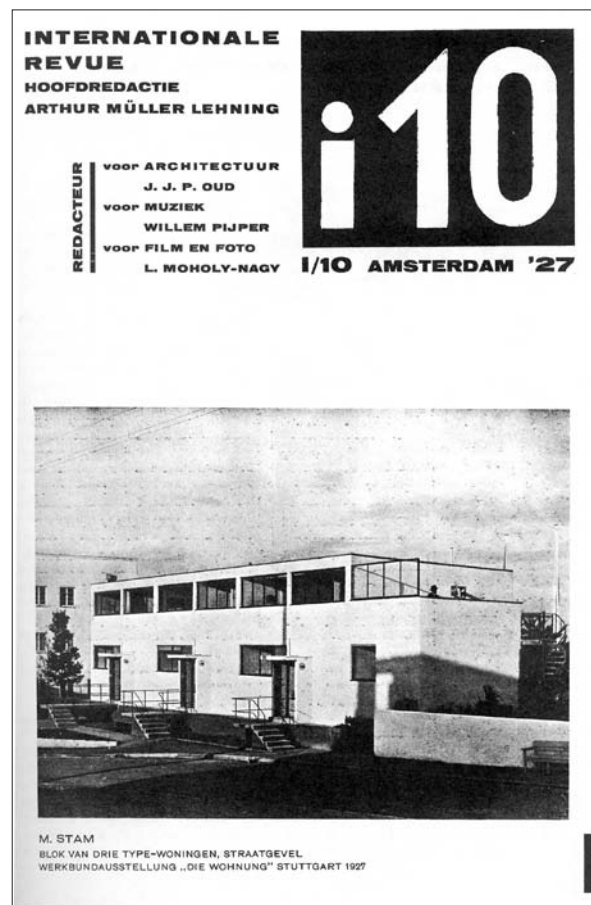 INTERNATIONALE
REVUE
HOOFDREDACTIE
ARTHUR MÜLLER LEHNING
REDACTEUR
voor ARCHITECTUUR
J. J. P. OUD
voor MUZIEK
WILLEM PIJPER
voor FILM EN FOTO
L. MOHOLY-NAGY
i10
I/10 AMSTERDAM '27
M. STAM
BLOK VAN DRIE TYPE-WONINGEN, STRAATGEVEL
WERKBUNDAUSSTELLUNG „DIE WOHNUNG" STUTTGART 1927